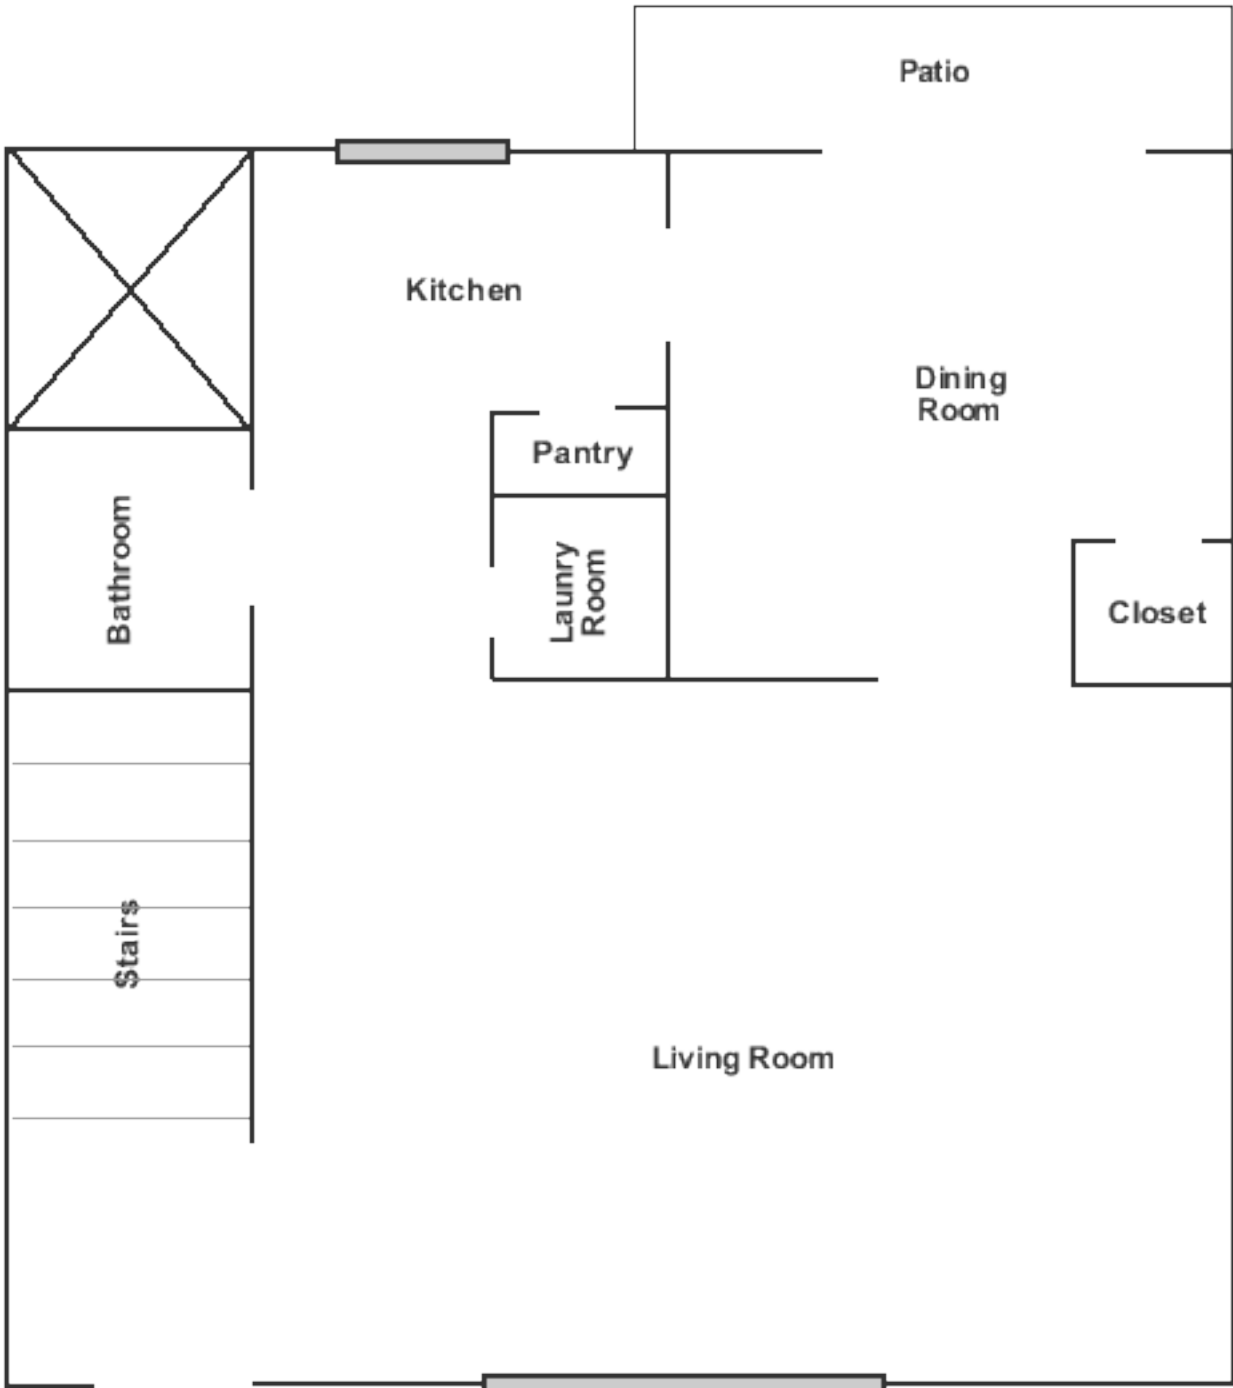 Patio
Kitchen
Dining
Room
Pantry
Bathroom
Launry
Room
Closet
Stairs
Living Room